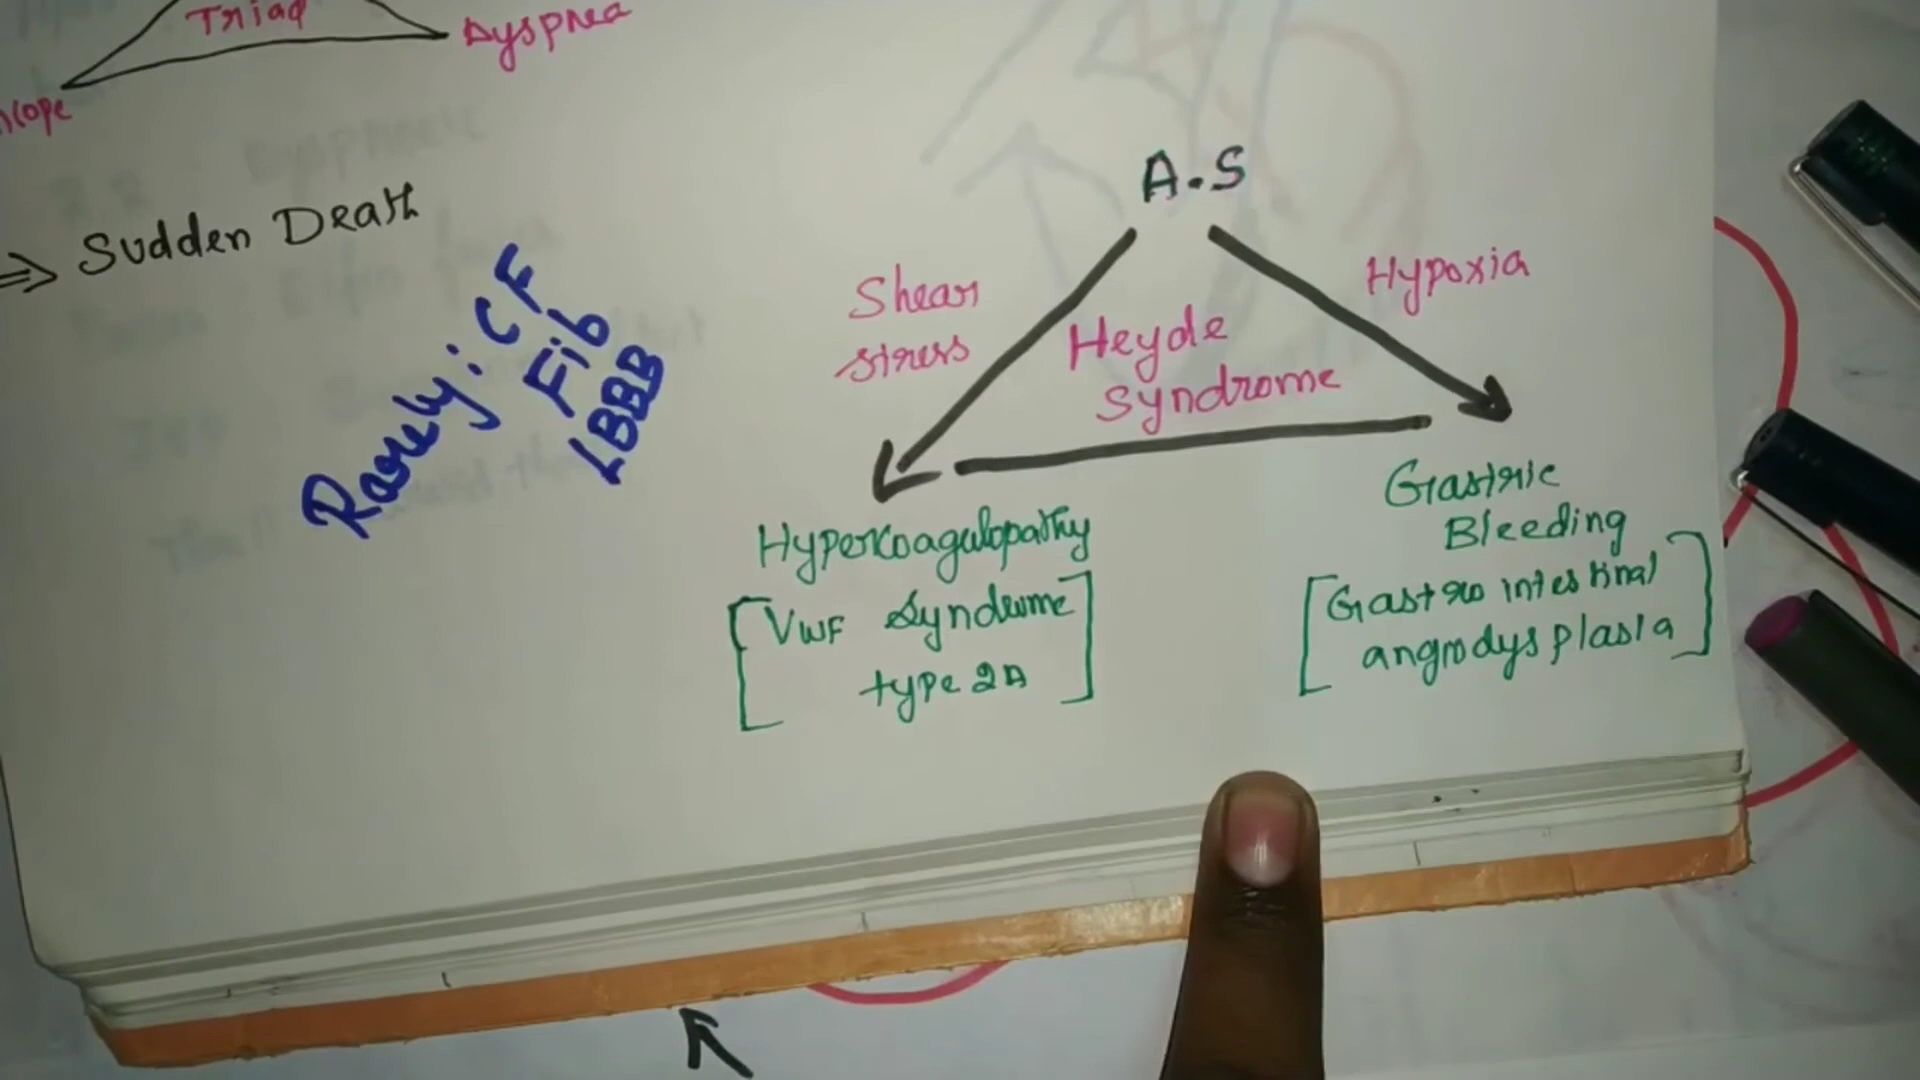 Triad
Dyspnea
ncope
⇒ Sudden Death
Rarely: CF
Fib
LBBB
A.S
Shear
stress
Hypoxia
Heyde
Syndrome
Hypercoagulopathy
[VWF Syndrome
type 2A]
Gastric
Bleeding
[Gastro intestinal
angiodysplasia]